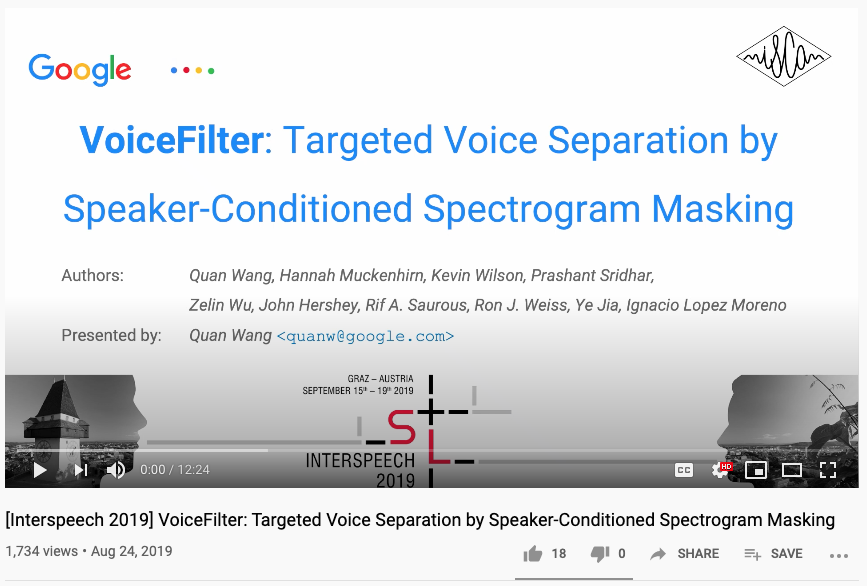 Google
ISCA
VoiceFilter: Targeted Voice Separation by
Speaker-Conditioned Spectrogram Masking
Authors: Quan Wang, Hannah Muckenhirn, Kevin Wilson, Prashant Sridhar,
Zelin Wu, John Hershey, Rif A. Saurous, Ron J. Weiss, Ye Jia, Ignacio Lopez Moreno
Presented by: Quan Wang <quanw@google.com>
GRAZ – AUSTRIA
SEPTEMBER 15th – 19th 2019
INTERSPEECH
2019
0:00 / 12:24
CC
HD
[Interspeech 2019] VoiceFilter: Targeted Voice Separation by Speaker-Conditioned Spectrogram Masking
1,734 views • Aug 24, 2019
18 0 SHARE SAVE